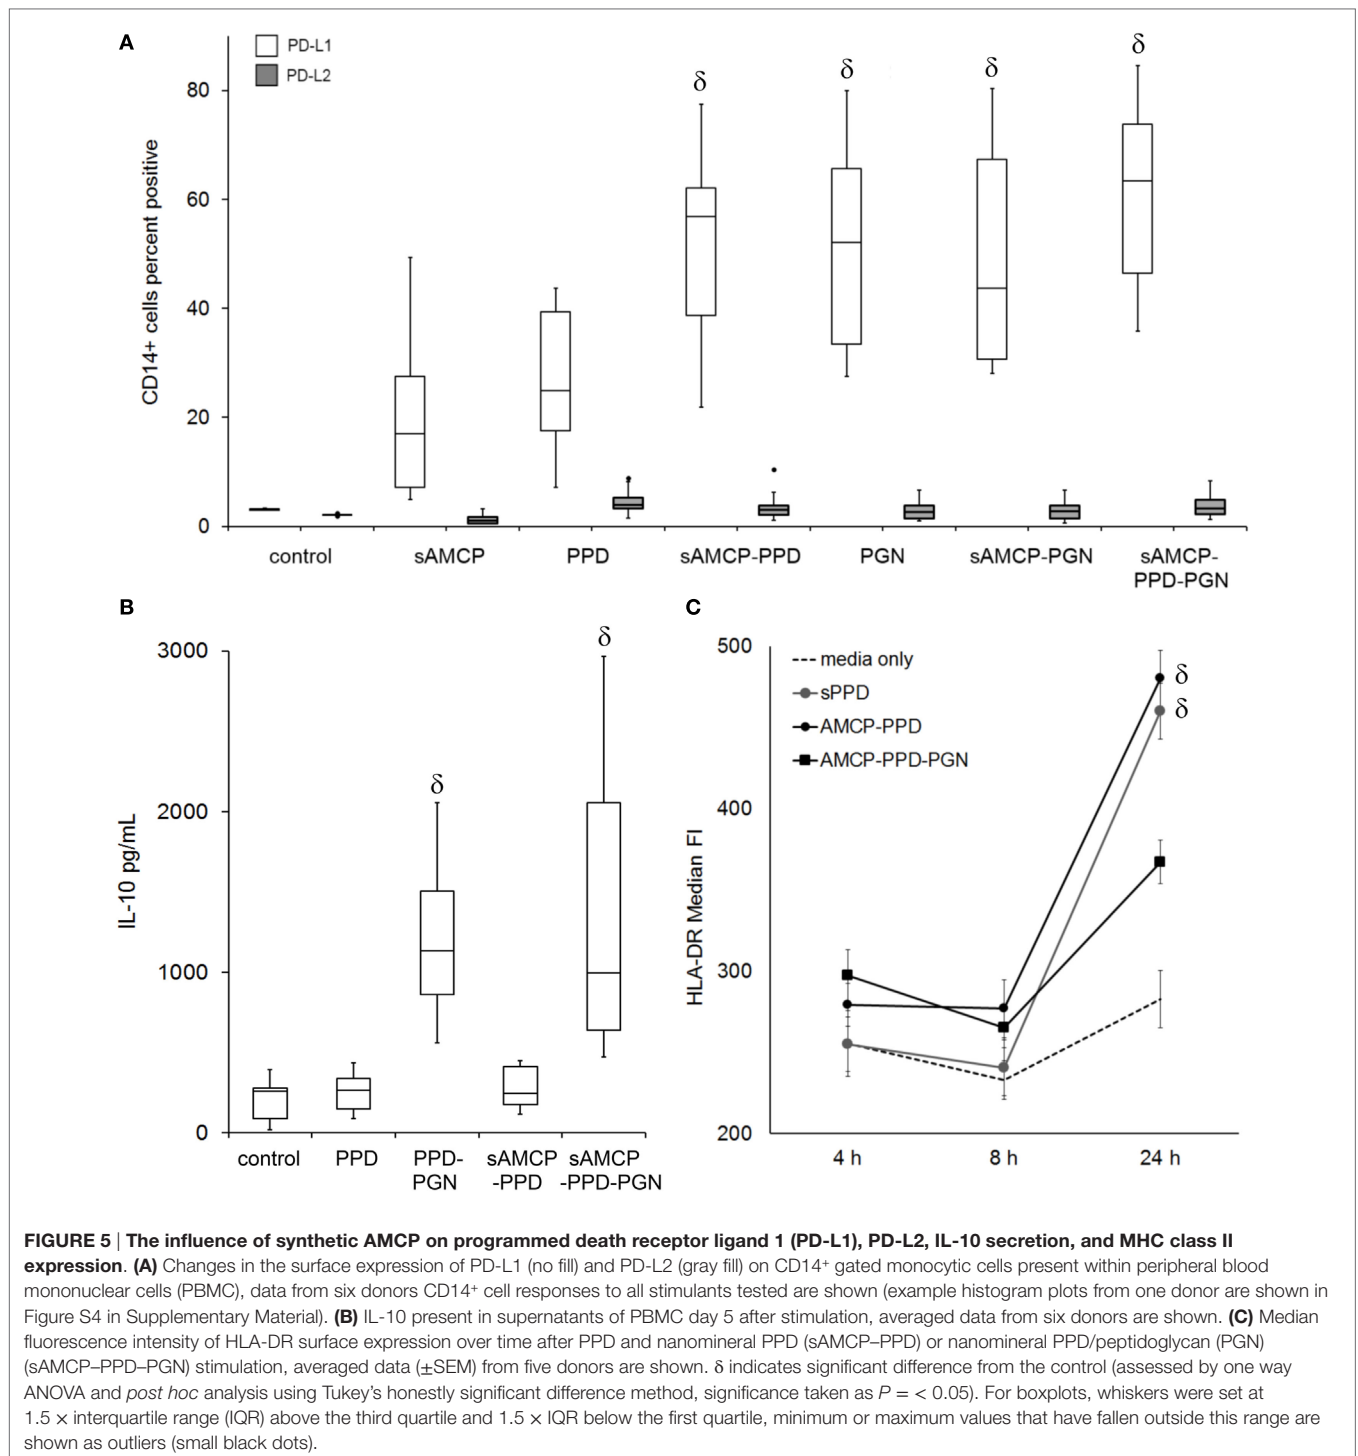 A
PD-L1
PD-L2
CD14+ cells percent positive
80
60
40
20
0
δ
δ
δ
δ
control
sAMCP
PPD
sAMCP-PPD
PGN
sAMCP-PGN
sAMCP-
PPD-PGN
B
IL-10 pg/mL
3000
2000
1000
0
δ
δ
control
PPD
PPD-
PGN
sAMCP
-PPD
sAMCP
-PPD-PGN
C
HLA-DR Median FI
500
400
300
200
media only
sPPD
AMCP-PPD
AMCP-PPD-PGN
δ
δ
4 h
8 h
24 h
FIGURE 5 | The influence of synthetic AMCP on programmed death receptor ligand 1 (PD-L1), PD-L2, IL-10 secretion, and MHC class II
expression. (A) Changes in the surface expression of PD-L1 (no fill) and PD-L2 (gray fill) on CD14⁺ gated monocytic cells present within peripheral blood
mononuclear cells (PBMC), data from six donors CD14⁺ cell responses to all stimulants tested are shown (example histogram plots from one donor are shown in
Figure S4 in Supplementary Material). (B) IL-10 present in supernatants of PBMC day 5 after stimulation, averaged data from six donors are shown. (C) Median
fluorescence intensity of HLA-DR surface expression over time after PPD and nanomineral PPD (sAMCP–PPD) or nanomineral PPD/peptidoglycan (PGN)
(sAMCP–PPD–PGN) stimulation, averaged data (±SEM) from five donors are shown. δ indicates significant difference from the control (assessed by one way
ANOVA and post hoc analysis using Tukey's honestly significant difference method, significance taken as P = < 0.05). For boxplots, whiskers were set at
1.5 × interquartile range (IQR) above the third quartile and 1.5 × IQR below the first quartile, minimum or maximum values that have fallen outside this range are
shown as outliers (small black dots).